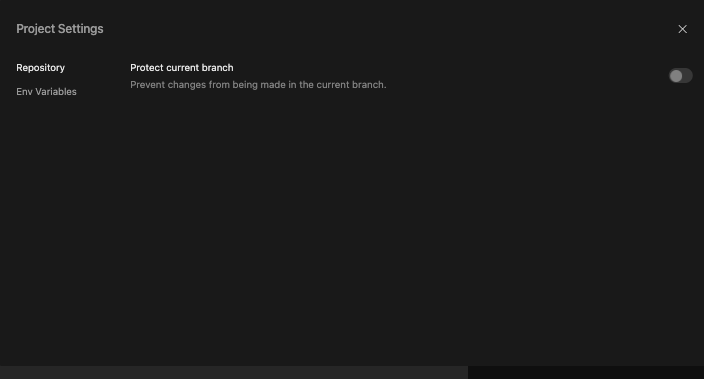 Project Settings
Repository
Protect current branch
Prevent changes from being made in the current branch.
Env Variables